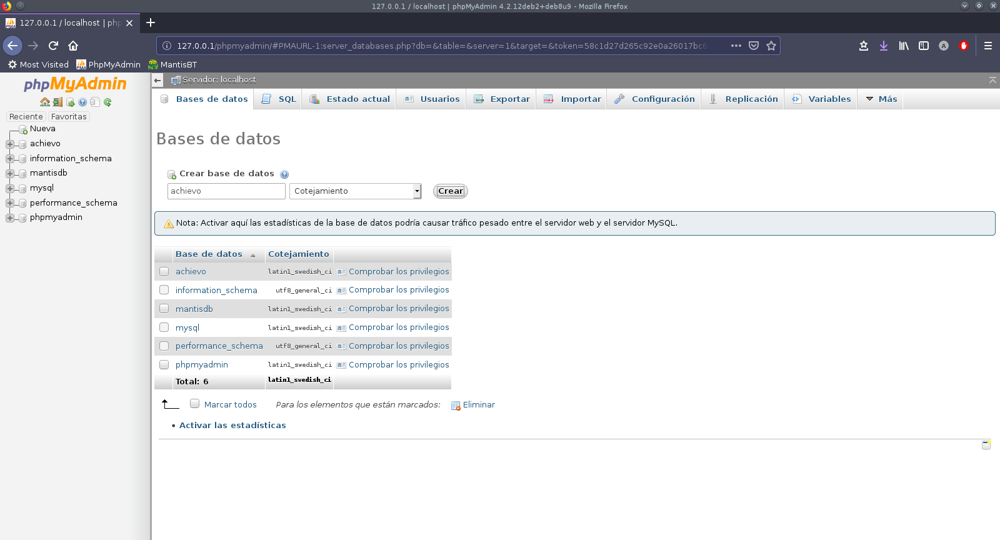 127.0.0.1 / localhost | phpMyAdmin 4.2.12deb2+deb8u9 - Mozilla Firefox
127.0.0.1 / localhost | php
127.0.0.1/phpmyadmin/#PMAURL-1:server_databases.php?db=&table=&server=1&target=&token=58c1d27d265c92e0a26017bc6
Most Visited PhpMyAdmin MantisBT
phpMyAdmin
Reciente Favoritas
Nueva
achievo
information_schema
mantisdb
mysql
performance_schema
phpmyadmin
Servidor: localhost
Bases de datos SQL Estado actual Usuarios Exportar Importar Configuración Replicación Variables Más
Bases de datos
Crear base de datos
achievo Cotejamiento Crear
Nota: Activar aquí las estadísticas de la base de datos podría causar tráfico pesado entre el servidor web y el servidor MySQL.
Base de datos Cotejamiento
achievo latin1_swedish_ci Comprobar los privilegios
information_schema utf8_general_ci Comprobar los privilegios
mantisdb latin1_swedish_ci Comprobar los privilegios
mysql latin1_swedish_ci Comprobar los privilegios
performance_schema utf8_general_ci Comprobar los privilegios
phpmyadmin latin1_swedish_ci Comprobar los privilegios
Total: 6 latin1_swedish_ci
Marcar todos Para los elementos que están marcados: Eliminar
• Activar las estadísticas